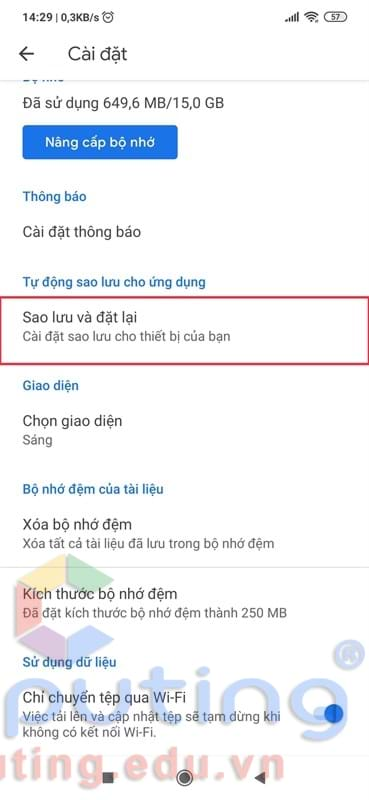 14:29 | 0,3KB/s
57
Cài đặt
Bộ nhớ
Đã sử dụng 649,6 MB/15,0 GB
Nâng cấp bộ nhớ
Thông báo
Cài đặt thông báo
Tự động sao lưu cho ứng dụng
Sao lưu và đặt lại
Cài đặt sao lưu cho thiết bị của bạn
Giao diện
Chọn giao diện
Sáng
Bộ nhớ đệm của tài liệu
Xóa bộ nhớ đệm
Xóa tất cả tài liệu đã lưu trong bộ nhớ đệm
Kích thước bộ nhớ đệm
Đã đặt kích thước bộ nhớ đệm thành 250 MB
Sử dụng dữ liệu
Chỉ chuyển tệp qua Wi-Fi
Việc tải lên và cập nhật tệp sẽ tạm dừng khi
không có kết nối Wi-Fi.
puting
uting.edu.vn